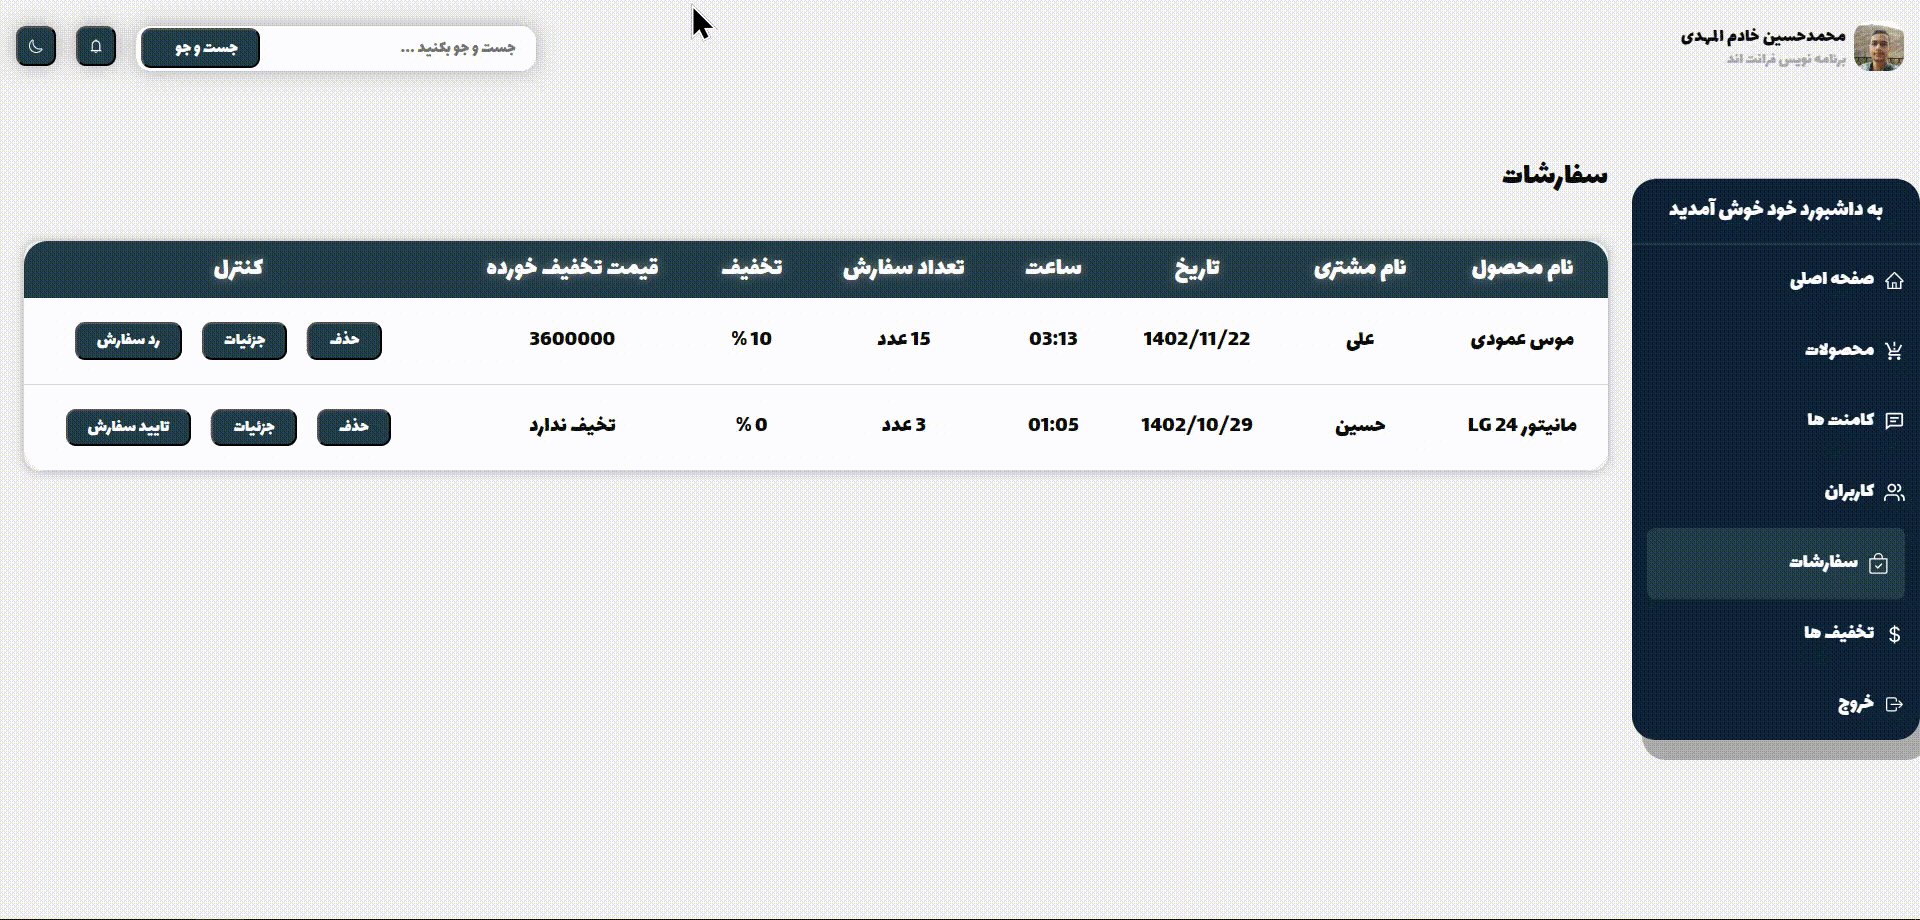 محمدحسین خادم المهدی
برنامه نویس فرانت اند
جست و جو بکنید ...
جست و جو
به داشبورد خود خوش آمدید
صفحه اصلی
محصولات
کامنت ها
کاربران
سفارشات
تخفیف ها
خروج
سفارشات
نام محصول نام مشتری تاریخ ساعت تعداد سفارش تخفیف قیمت تخفیف خورده کنترل
موس عمودی علی 1402/11/22 03:13 15 عدد 10 % 3600000 حذف جزئیات رد سفارش
مانیتور LG 24 حسین 1402/10/29 01:05 3 عدد 0 % تخیف ندارد حذف جزئیات تایید سفارش